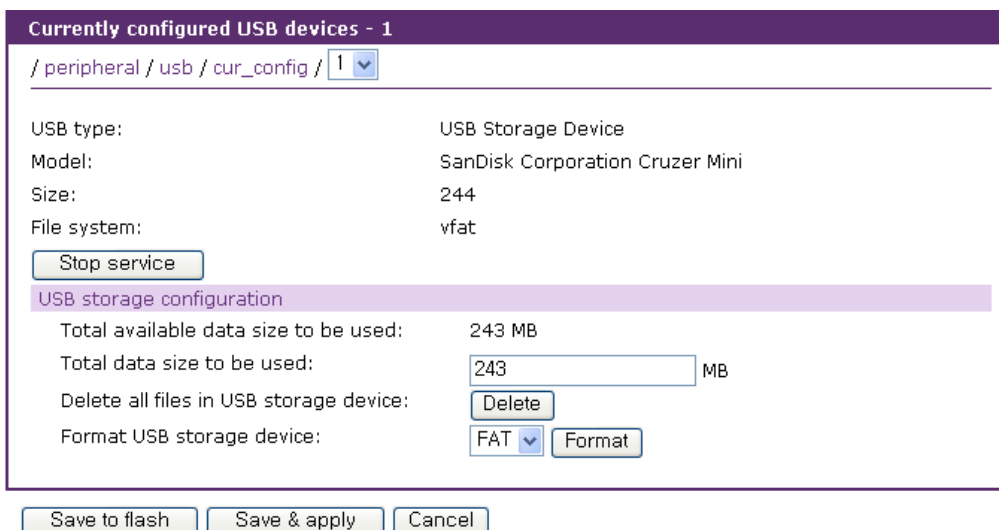 Currently configured USB devices - 1
/ peripheral / usb / cur_config / 1
USB type: USB Storage Device
Model: SanDisk Corporation Cruzer Mini
Size: 244
File system: vfat
Stop service
USB storage configuration
Total available data size to be used: 243 MB
Total data size to be used: 243 MB
Delete all files in USB storage device: Delete
Format USB storage device: FAT Format
Save to flash Save & apply Cancel